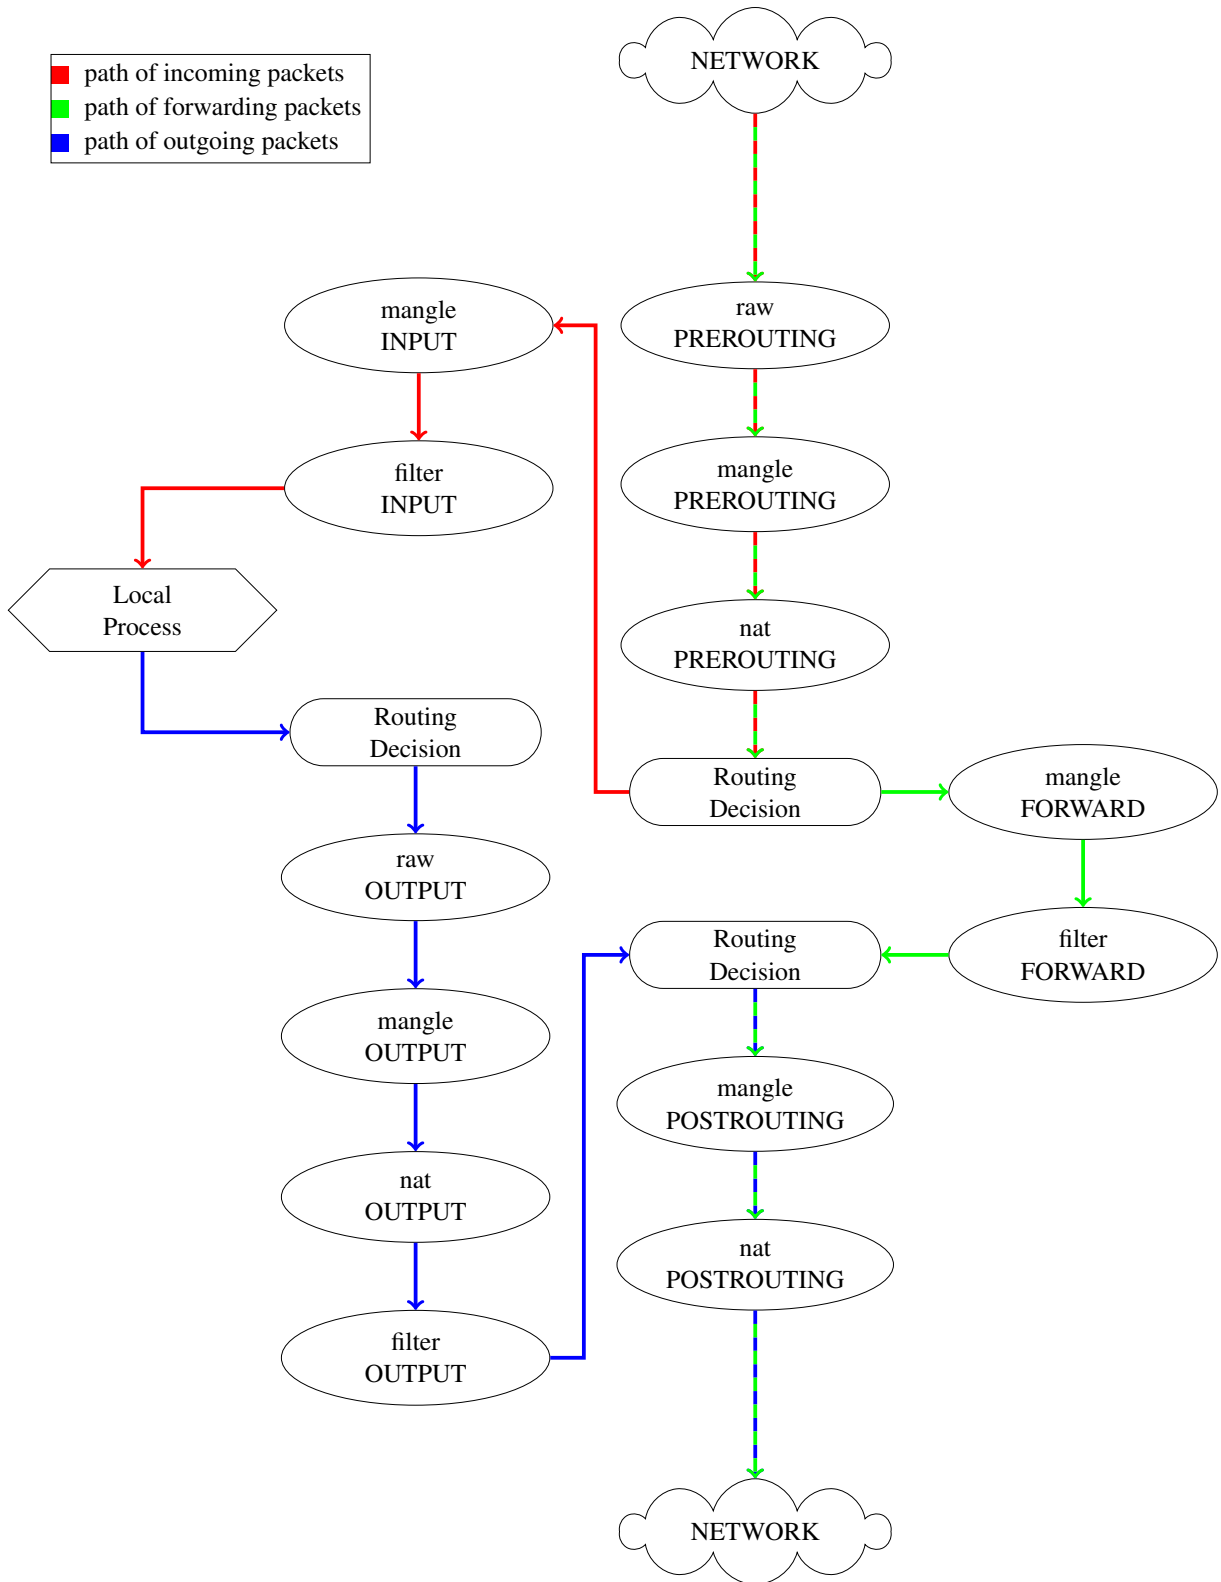 path of incoming packets
path of forwarding packets
path of outgoing packets
NETWORK
raw
PREROUTING
mangle
PREROUTING
nat
PREROUTING
Routing
Decision
mangle
INPUT
filter
INPUT
Local
Process
Routing
Decision
raw
OUTPUT
mangle
OUTPUT
nat
OUTPUT
filter
OUTPUT
mangle
FORWARD
filter
FORWARD
Routing
Decision
mangle
POSTROUTING
nat
POSTROUTING
NETWORK